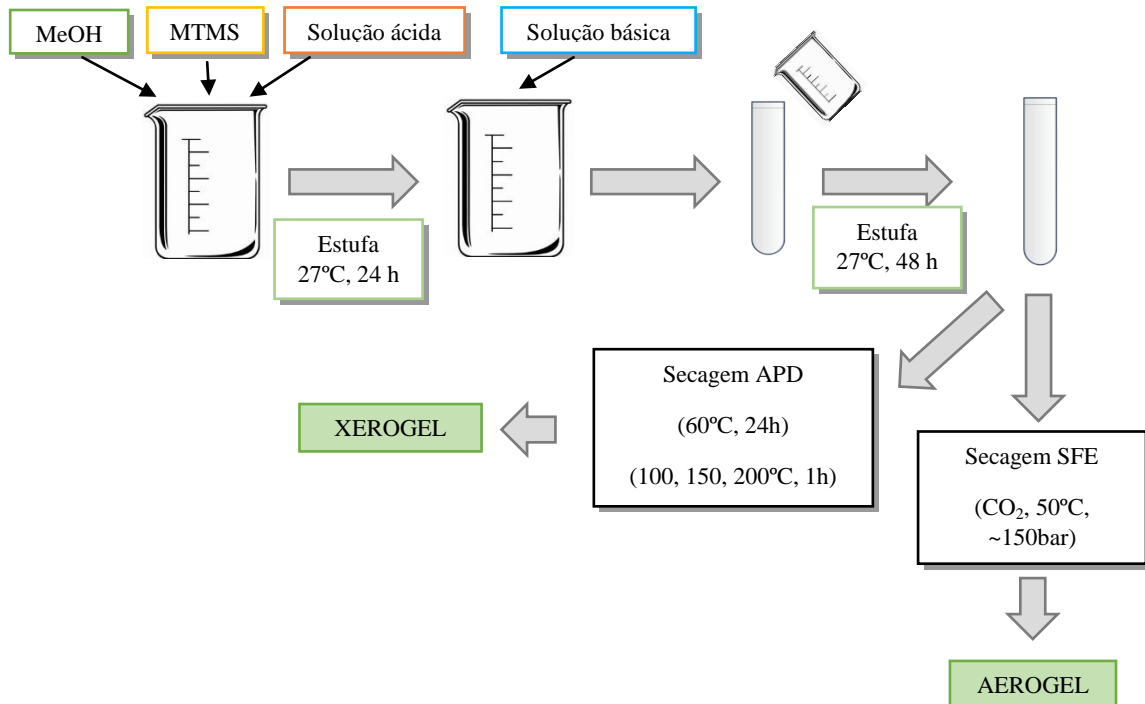 MeOH
MTMS
Solução ácida
Solução básica
Estufa
27ºC, 24 h
Estufa
27ºC, 48 h
Secagem APD
(60ºC, 24h)
(100, 150, 200ºC, 1h)
XEROGEL
Secagem SFE
(CO₂, 50ºC,
~150bar)
AEROGEL